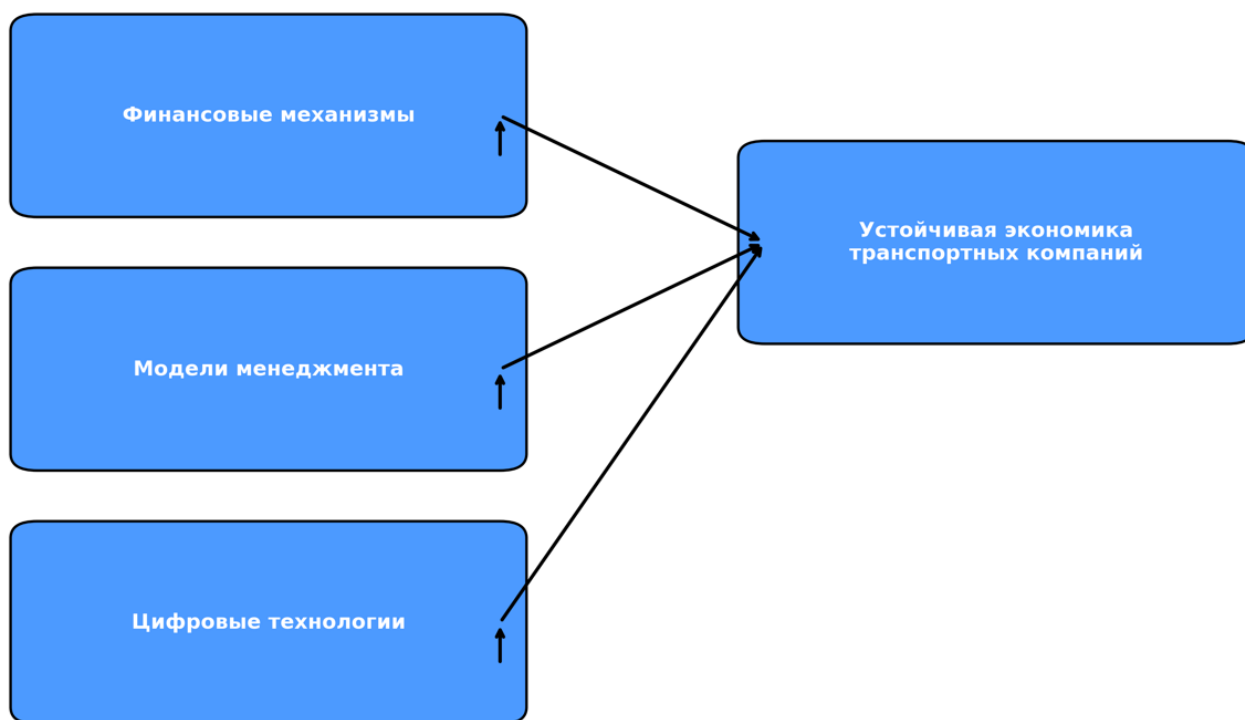 Финансовые механизмы
Устойчивая экономика
транспортных компаний
Модели менеджмента
Цифровые технологии